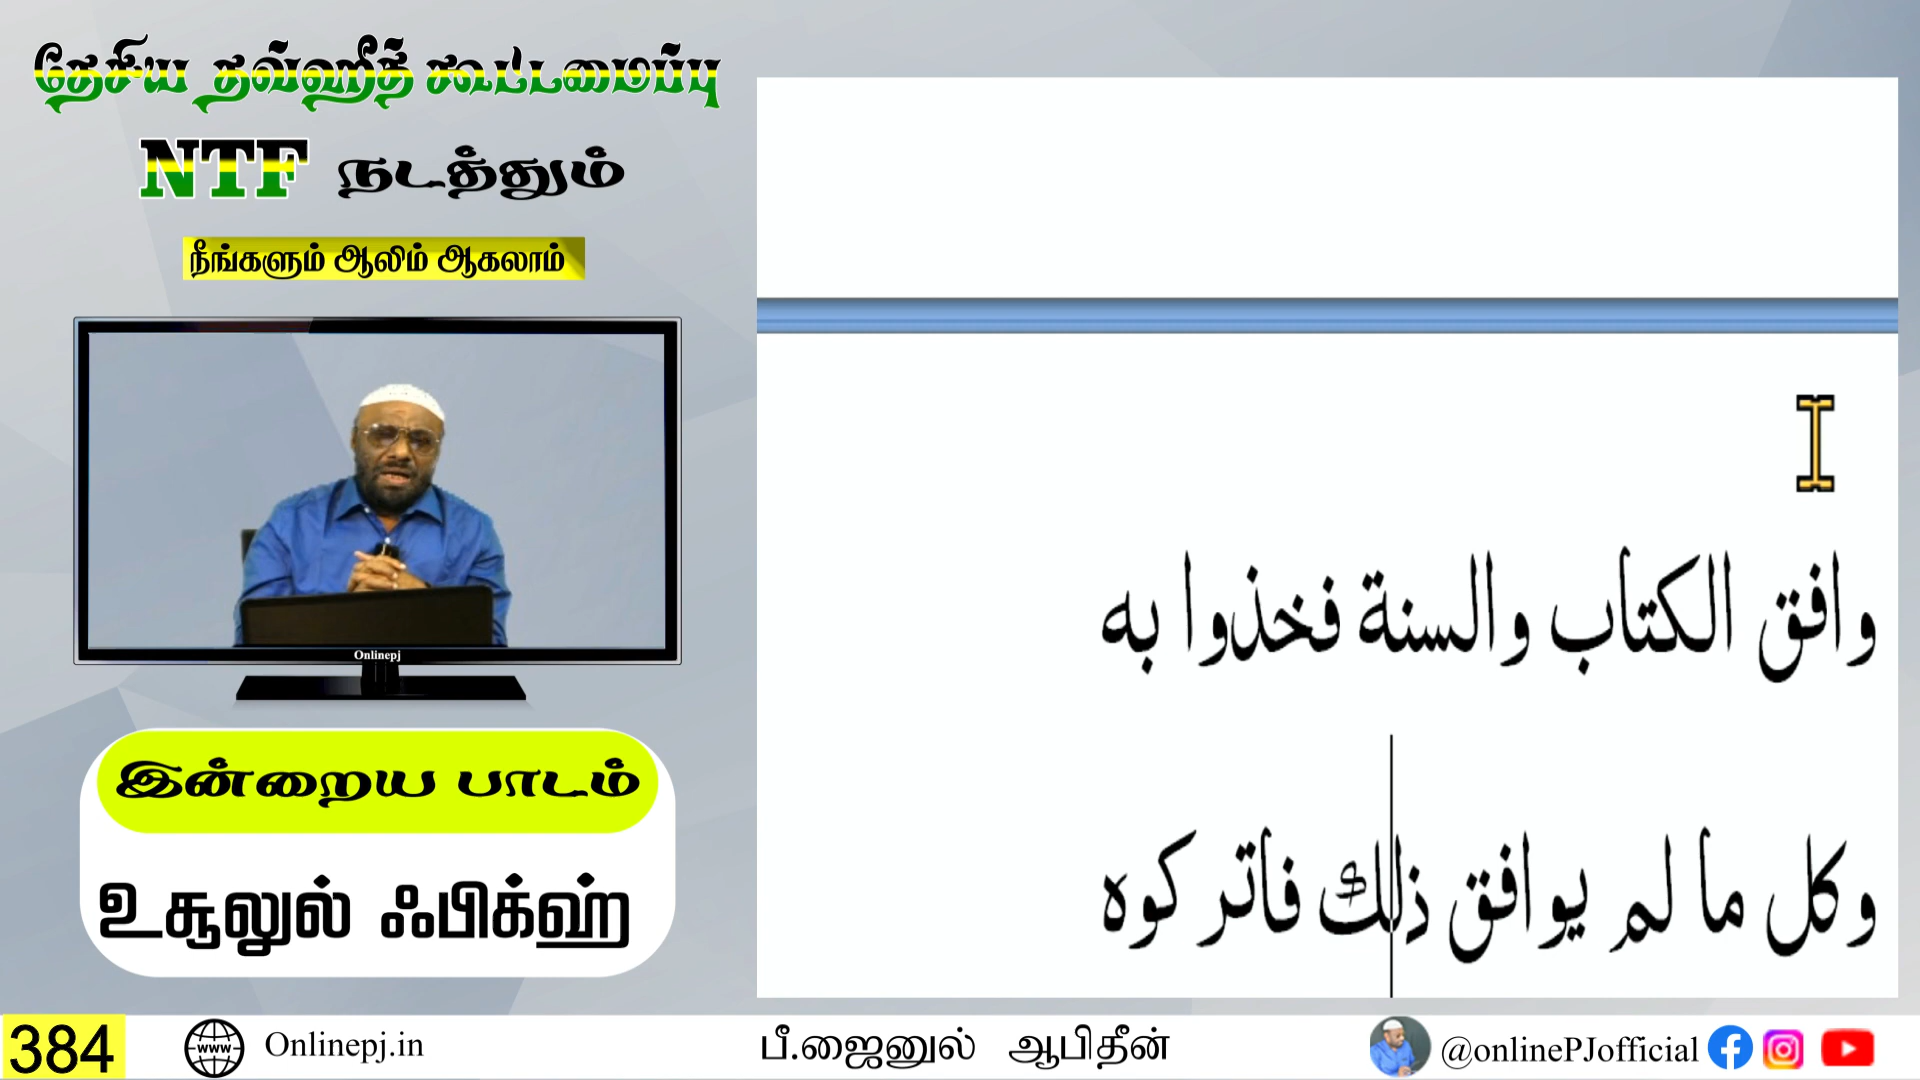 தேசிய தவ்ஹீத் கூட்டமைப்பு
NTF நடத்தும்
நீங்களும் ஆலிம் ஆகலாம்
Onlinepj
இன்றைய பாடம்
உசூலுல் ஃபிக்ஹ்
وافق الكتاب والسنة فخذوا به
وكل ما لم يوافق ذلك فاتركوه
384
www
Onlinepj.in
பீ.ஜைனுல் ஆபிதீன்
@onlinePJofficial